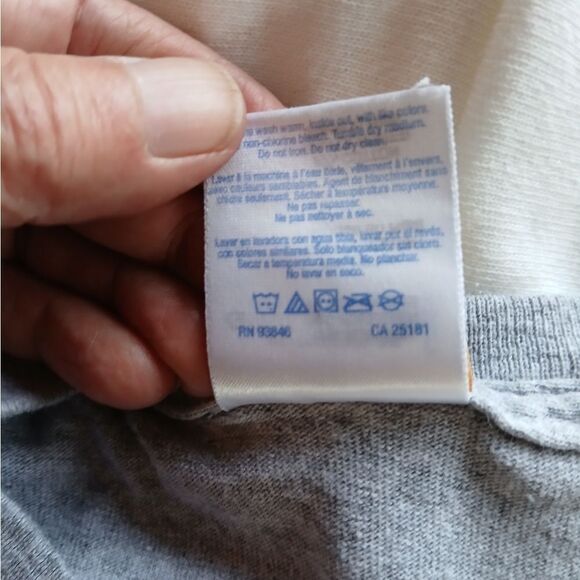 wash warm, inside out, with like colors.
non-chlorine bleach. Tumble dry medium.
Do not iron. Do not dry clean.
Laver à la machine à l'eau tiède, vêtement à l'envers,
avec couleurs semblables. Agent de blanchiment sans
chlore seulement. Sécher à température moyenne.
Ne pas repasser.
Ne pas nettoyer à sec.
Lavar en lavadora con agua tibia, lavar por el revés,
con colores similares. Solo blanqueador sin cloro.
Secar a temperatura media. No planchar.
No lavar en seco.
RN 93846 CA 25181